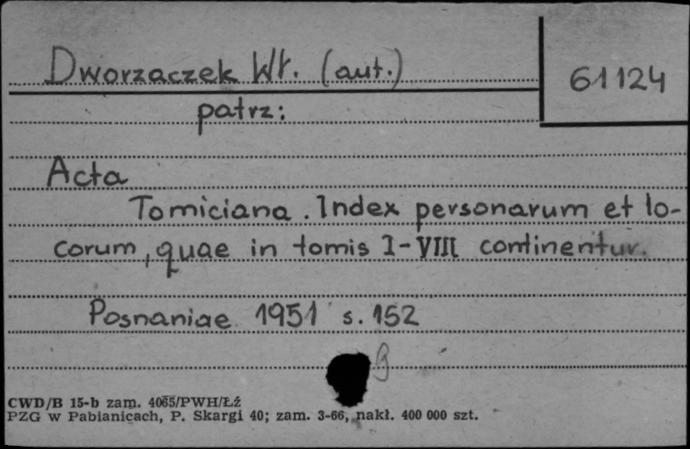 Dworzaczek Wł. (aut.)
61124
patrz:
Acta
Tomiciana. Index personarum et lo-
corum, quae in tomis I-VIII continentur.
Posnaniae 1951 s. 152
CWD/B 15-b zam. 4065/PWH/Łź
PZG w Pabianicach, P. Skargi 40; zam. 3-66, nakł. 400 000 szt.